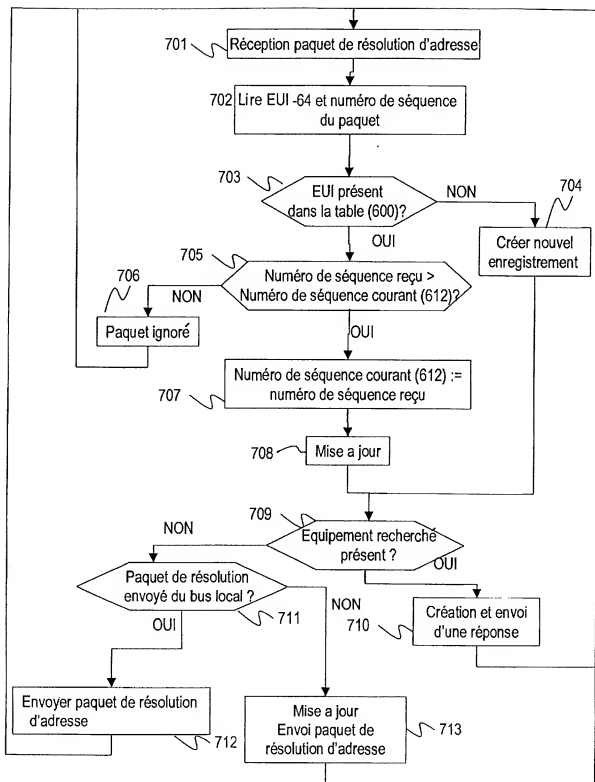 701
Réception paquet de résolution d'adresse
702
Lire EUI -64 et numéro de séquence
du paquet
703
EUI présent
dans la table (600)?
NON
704
OUI
Créer nouvel
enregistrement
705
Numéro de séquence reçu >
Numéro de séquence courant (612)?
706
NON
Paquet ignoré
OUI
Numéro de séquence courant (612) :=
numéro de séquence reçu
707
708
Mise a jour
709
NON
Equipement recherché
présent ?
OUI
Paquet de résolution
envoyé du bus local ?
711
NON
OUI
710
Création et envoi
d'une réponse
Envoyer paquet de résolution
d'adresse
712
Mise a jour
Envoi paquet de
résolution d'adresse
713